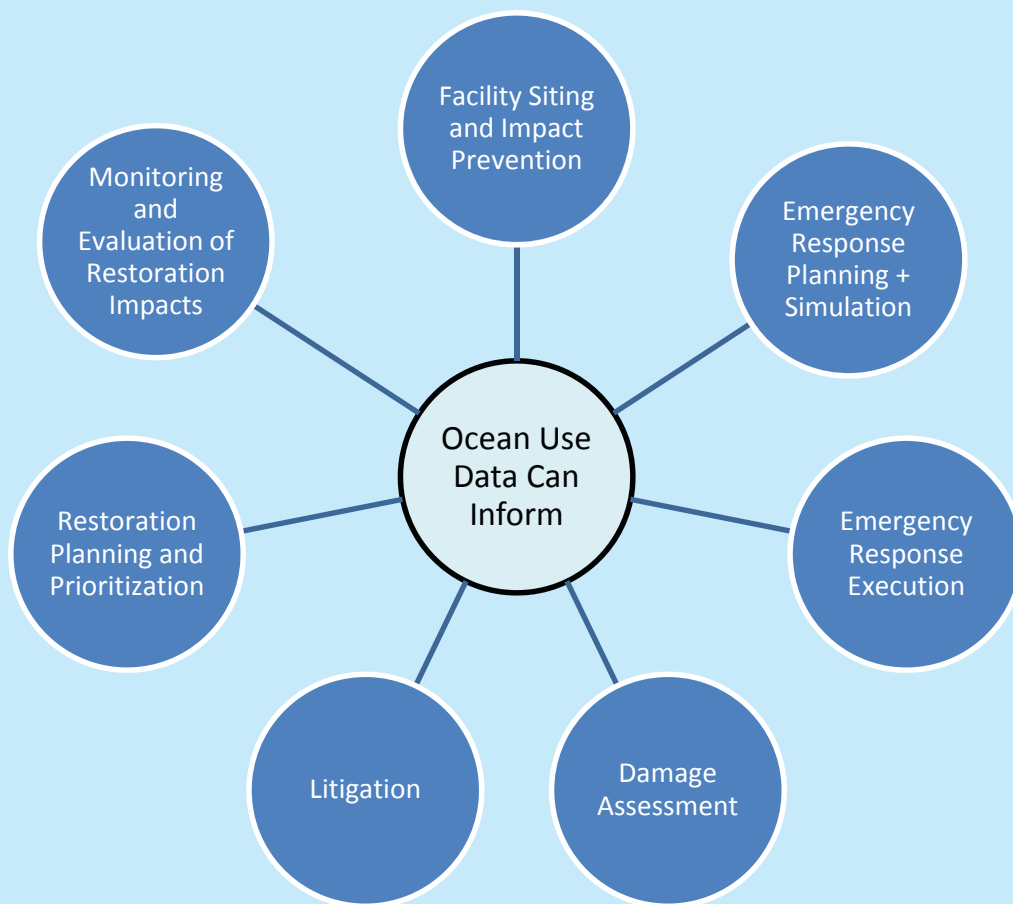 Ocean Use
Data Can
Inform
Facility Siting
and Impact
Prevention
Emergency
Response
Planning +
Simulation
Emergency
Response
Execution
Damage
Assessment
Litigation
Restoration
Planning and
Prioritization
Monitoring
and
Evaluation of
Restoration
Impacts